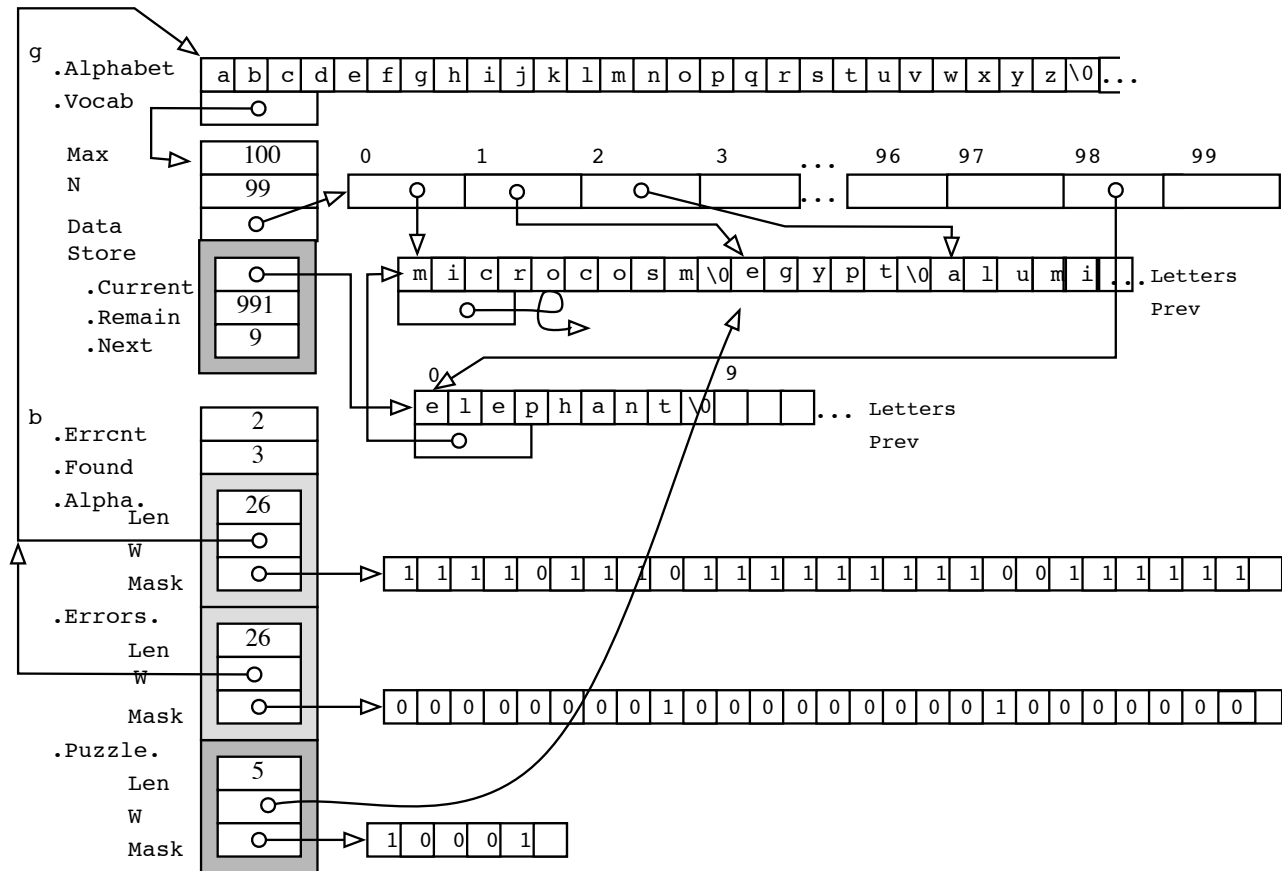 g
.Alphabet a b c d e f g h i j k l m n o p q r s t u v w x y z \0 ...
.Vocab
Max 100 0 1 2 3 ... 96 97 98 99
N 99 ...
Data
Store
m i c r o c o s m \0 e g y p t \0 a l u m i ... Letters
.Current Prev
.Remain 991
.Next 9
0 9
e l e p h a n t \0 ... Letters
Prev
b
.Errcnt 2
.Found 3
.Alpha.
Len 26
W
Mask 1 1 1 1 0 1 1 1 0 1 1 1 1 1 1 1 1 1 0 0 1 1 1 1 1 1
.Errors.
Len 26
W
Mask 0 0 0 0 0 0 0 0 1 0 0 0 0 0 0 0 0 0 1 0 0 0 0 0 0 0
.Puzzle.
Len 5
W
Mask 1 0 0 0 1